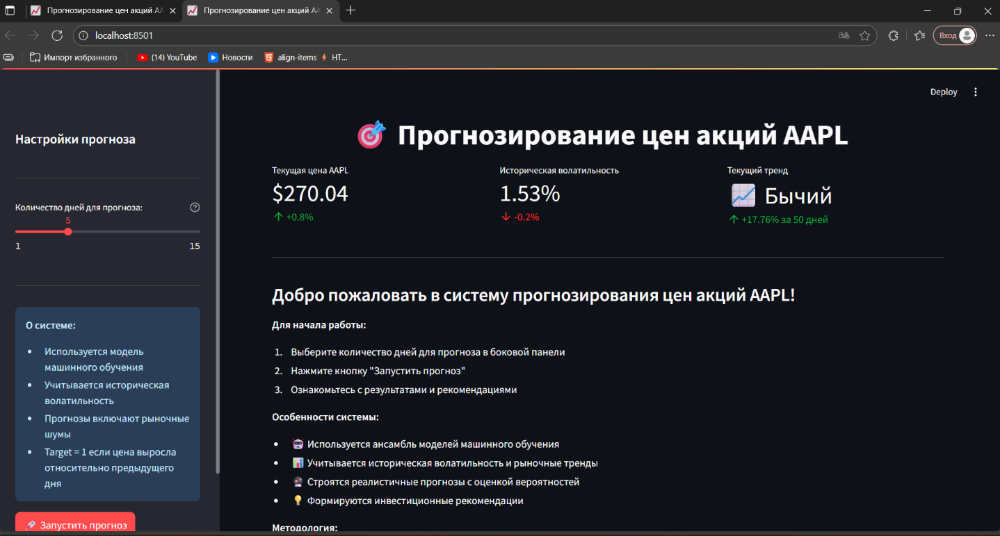 Прогнозирование цен акций АА
Прогнозирование цен акций АА
localhost:8501
Вход
Импорт избранного
(14) YouTube
Новости
align-items ⚡ HT...
Deploy
Настройки прогноза
Количество дней для прогноза:
5
1
15
О системе:
• Используется модель
машинного обучения
• Учитывается историческая
волатильность
• Прогнозы включают рыночные
шумы
• Target = 1 если цена выросла
относительно предыдущего
дня
🚀 Запустить прогноз
🎯 Прогнозирование цен акций AAPL
Текущая цена AAPL
$270.04
↑ +0.8%
Историческая волатильность
1.53%
↓ -0.2%
Текущий тренд
📈 Бычий
↑ +17.76% за 50 дней
Добро пожаловать в систему прогнозирования цен акций AAPL!
Для начала работы:
1. Выберите количество дней для прогноза в боковой панели
2. Нажмите кнопку "Запустить прогноз"
3. Ознакомьтесь с результатами и рекомендациями
Особенности системы:
• 🤖 Используется ансамбль моделей машинного обучения
• 📊 Учитывается историческая волатильность и рыночные тренды
• 🔮 Строятся реалистичные прогнозы с оценкой вероятностей
• 💡 Формируются инвестиционные рекомендации
Методология: